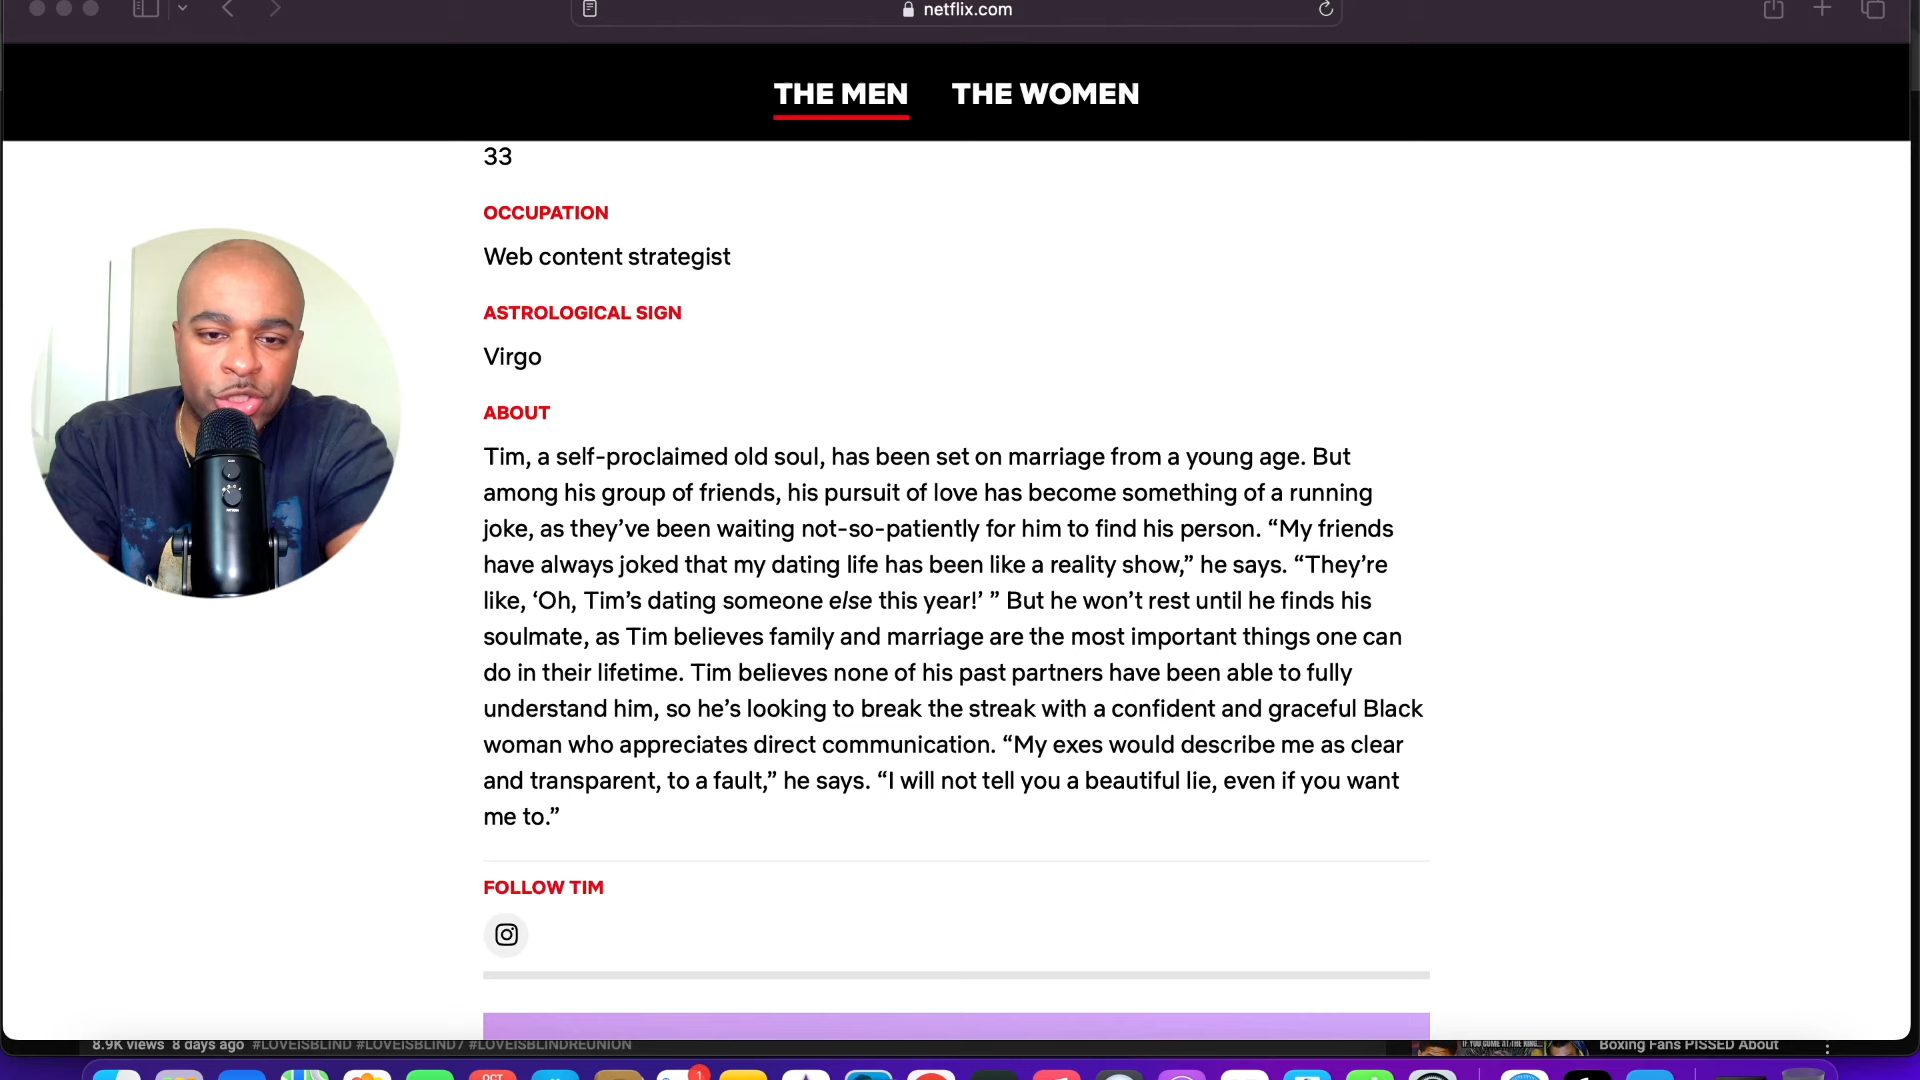 netflix.com
THE MEN THE WOMEN
33
OCCUPATION
Web content strategist
ASTROLOGICAL SIGN
Virgo
ABOUT
Tim, a self-proclaimed old soul, has been set on marriage from a young age. But
among his group of friends, his pursuit of love has become something of a running
joke, as they’ve been waiting not-so-patiently for him to find his person. “My friends
have always joked that my dating life has been like a reality show,” he says. “They’re
like, ‘Oh, Tim’s dating someone else this year!’ ” But he won’t rest until he finds his
soulmate, as Tim believes family and marriage are the most important things one can
do in their lifetime. Tim believes none of his past partners have been able to fully
understand him, so he’s looking to break the streak with a confident and graceful Black
woman who appreciates direct communication. “My exes would describe me as clear
and transparent, to a fault,” he says. “I will not tell you a beautiful lie, even if you want
me to.”
FOLLOW TIM
8.9K views 8 days ago #LOVEISBLIND #LOVEISBLIND7 #LOVEISBLINDREUNION
IF YOU COME AT THE KING...
Boxing Fans PISSED About
OCT
1